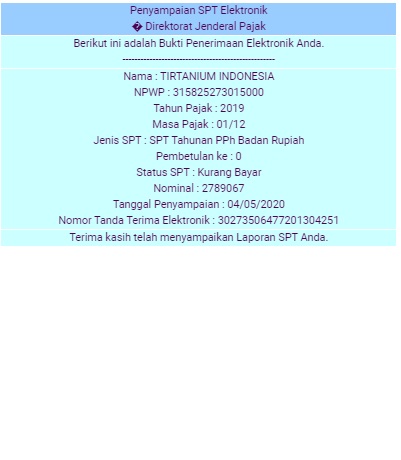 Penyampaian SPT Elektronik
� Direktorat Jenderal Pajak
Berikut ini adalah Bukti Penerimaan Elektronik Anda.
--------------------------------------------------
Nama : TIRTANIUM INDONESIA
NPWP : 315825273015000
Tahun Pajak : 2019
Masa Pajak : 01/12
Jenis SPT : SPT Tahunan PPh Badan Rupiah
Pembetulan ke : 0
Status SPT : Kurang Bayar
Nominal : 2789067
Tanggal Penyampaian : 04/05/2020
Nomor Tanda Terima Elektronik : 30273506477201304251
Terima kasih telah menyampaikan Laporan SPT Anda.